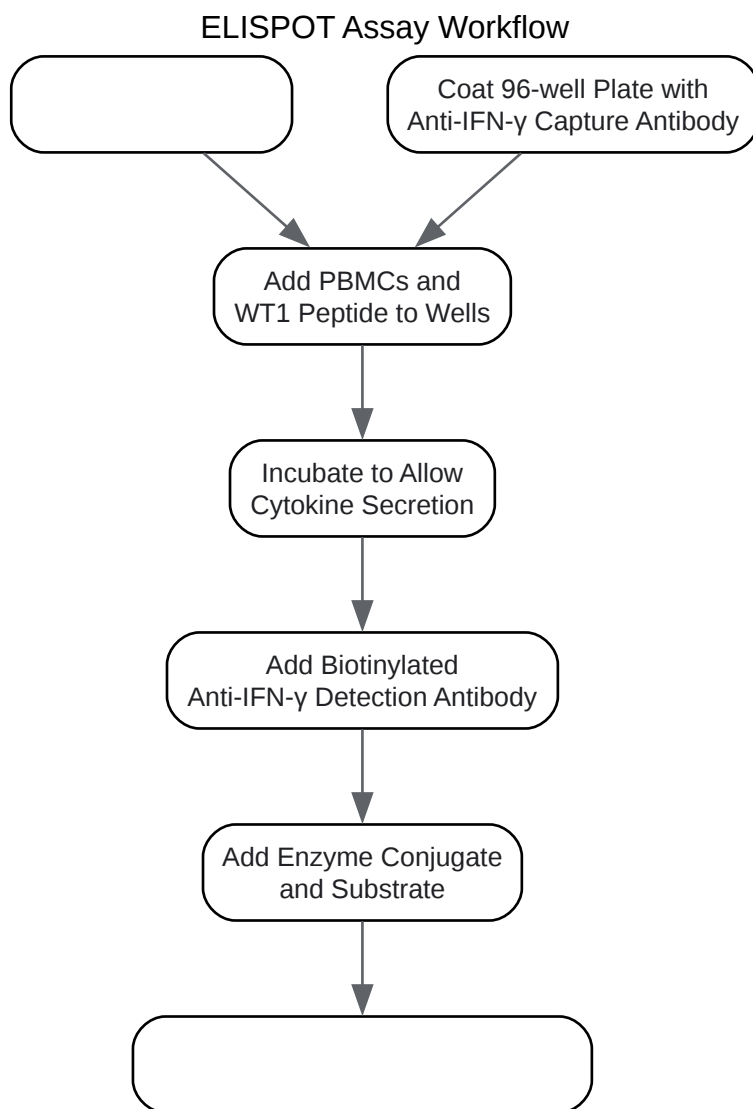 ELISPOT Assay Workflow
Coat 96-well Plate with
Anti-IFN-γ Capture Antibody
Add PBMCs and
WT1 Peptide to Wells
Incubate to Allow
Cytokine Secretion
Add Biotinylated
Anti-IFN-γ Detection Antibody
Add Enzyme Conjugate
and Substrate